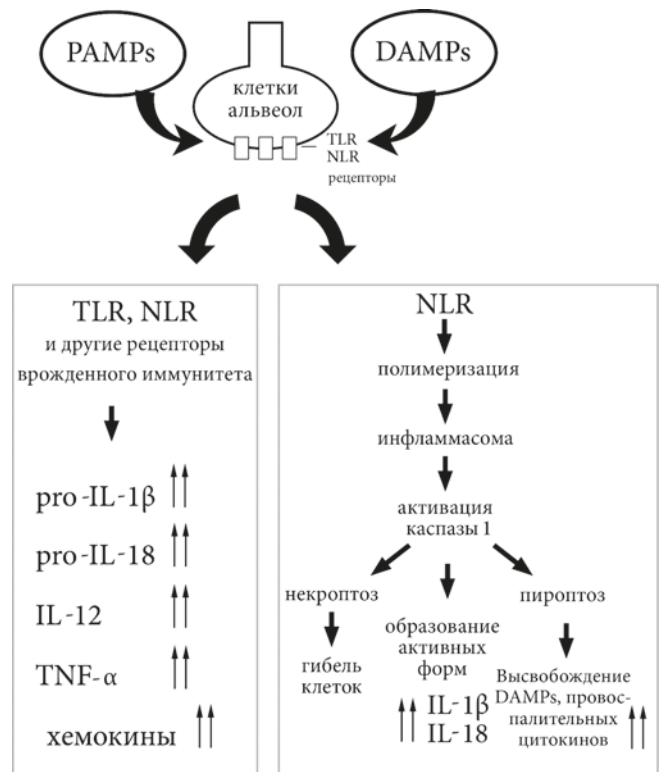 PAMPs
DAMPs
клетки
альвеол
TLR
NLR
рецепторы
TLR, NLR
и другие рецепторы
врожденного иммунитета
pro-IL-1β
pro-IL-18
IL-12
TNF-α
хемокины
NLR
полимеризация
инфламмасома
активация
каспазы 1
некроптоз
гибель
клеток
образование
активных
форм
IL-1β
IL-18
пироптоз
Высвобождение
DAMPs, провос-
палительных
цитокинов